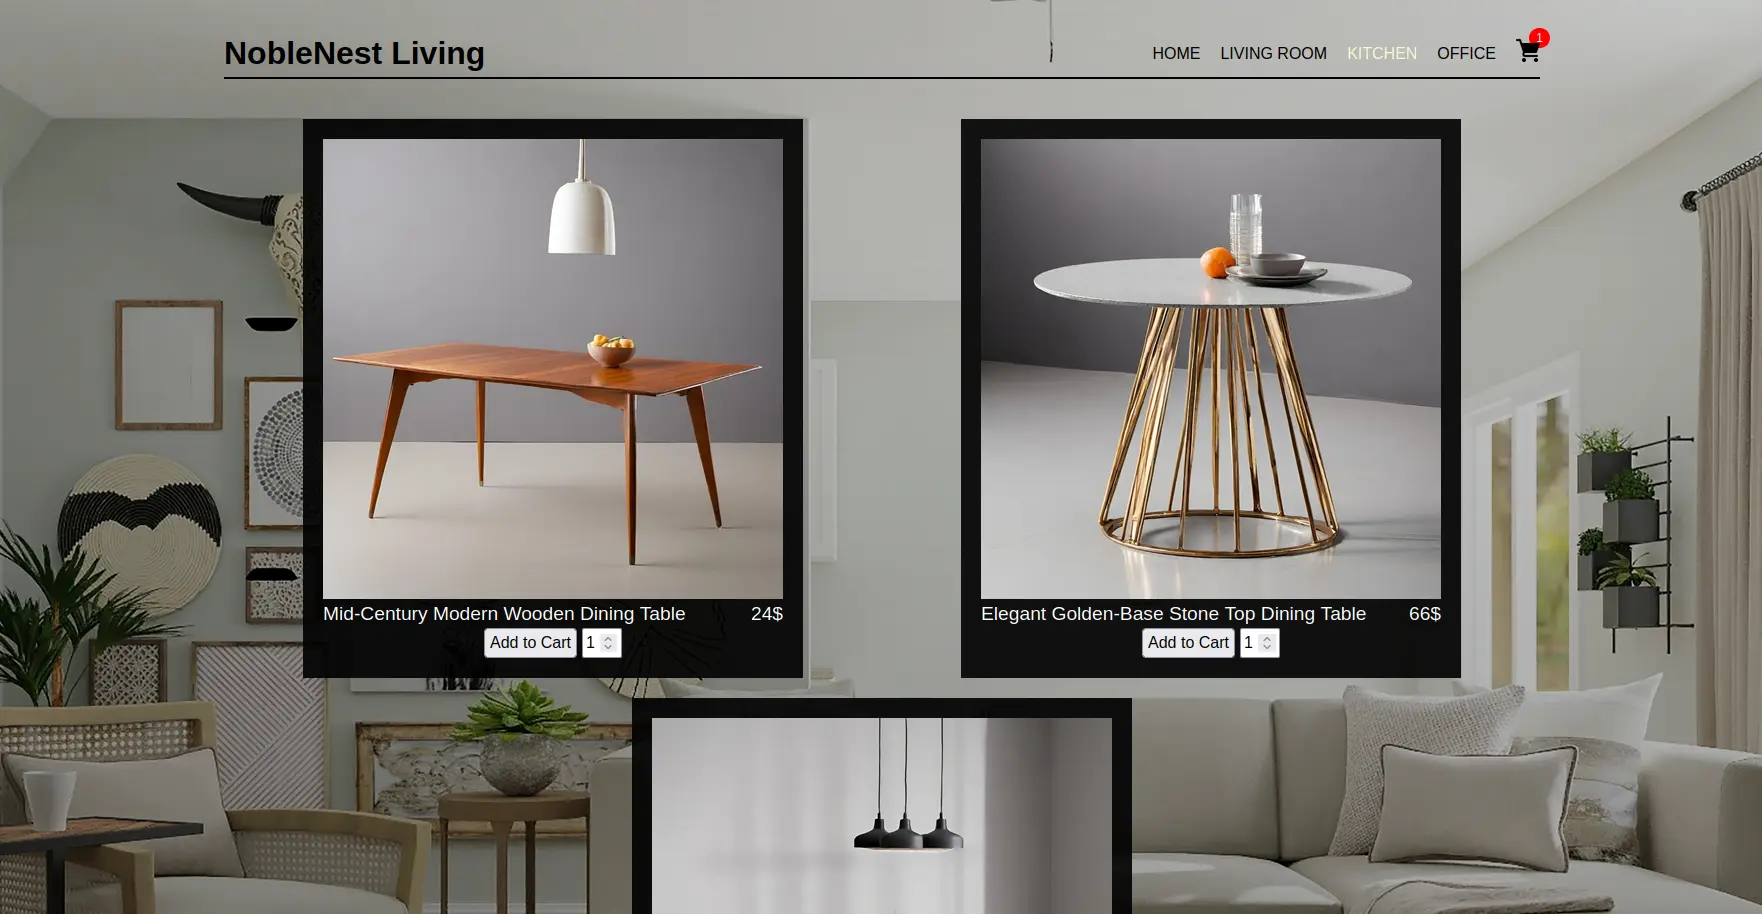 NobleNest Living
HOME LIVING ROOM KITCHEN OFFICE 1
Mid-Century Modern Wooden Dining Table 24$
Add to Cart 1
Elegant Golden-Base Stone Top Dining Table 66$
Add to Cart 1